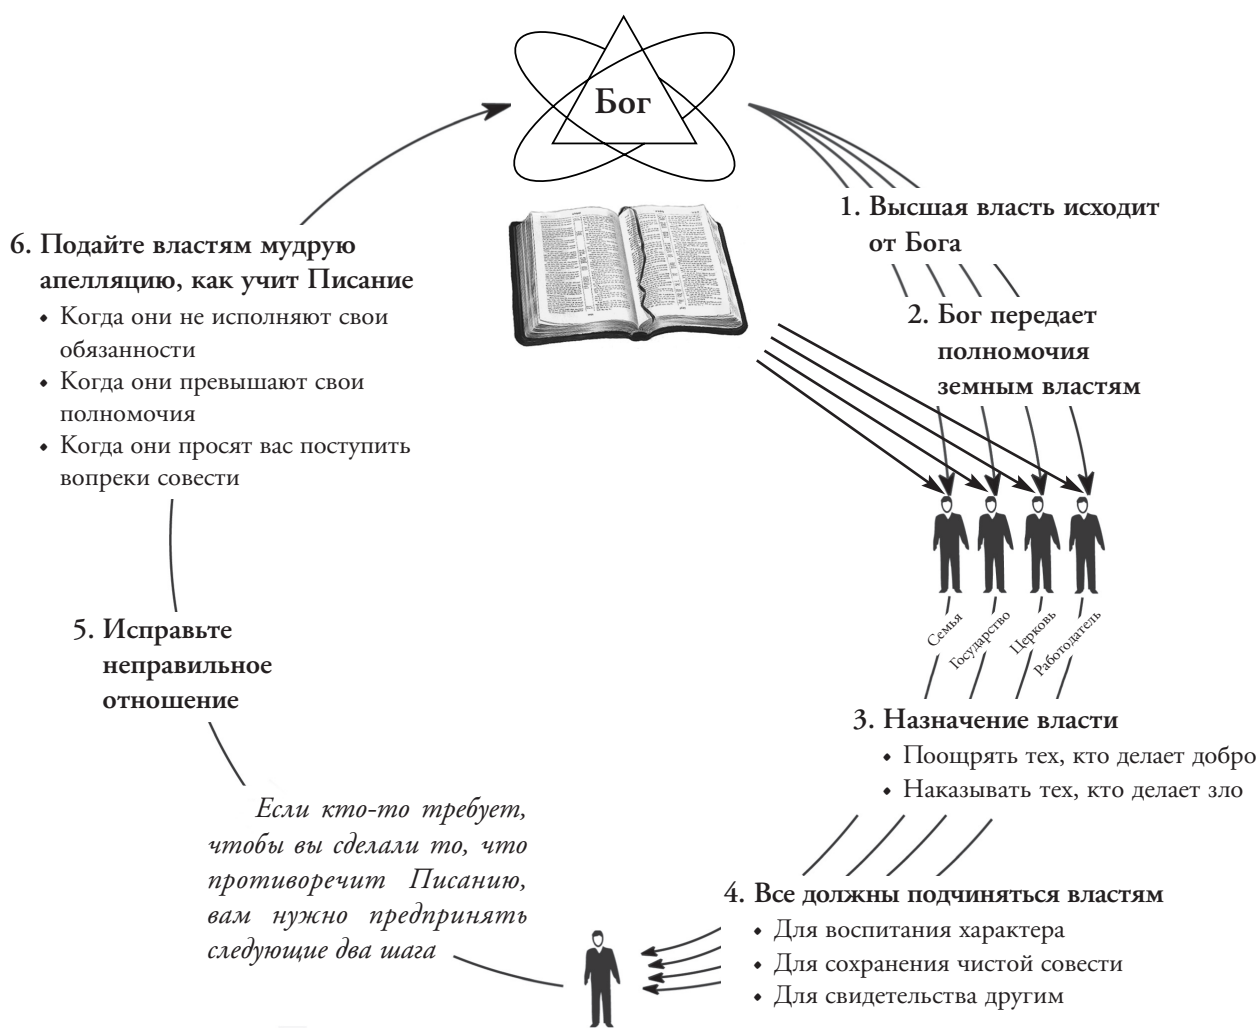 Бог
1. Высшая власть исходит
от Бога
2. Бог передает
полномочия
земным властям
Семья
Государство
Церковь
Работодатель
3. Назначение власти
• Поощрять тех, кто делает добро
• Наказывать тех, кто делает зло
4. Все должны подчиняться властям
• Для воспитания характера
• Для сохранения чистой совести
• Для свидетельства другим
Если кто-то требует,
чтобы вы сделали то, что
противоречит Писанию,
вам нужно предпринять
следующие два шага
5. Исправьте
неправильное
отношение
6. Подайте властям мудрую
апелляцию, как учит Писание
• Когда они не исполняют свои
обязанности
• Когда они превышают свои
полномочия
• Когда они просят вас поступить
вопреки совести